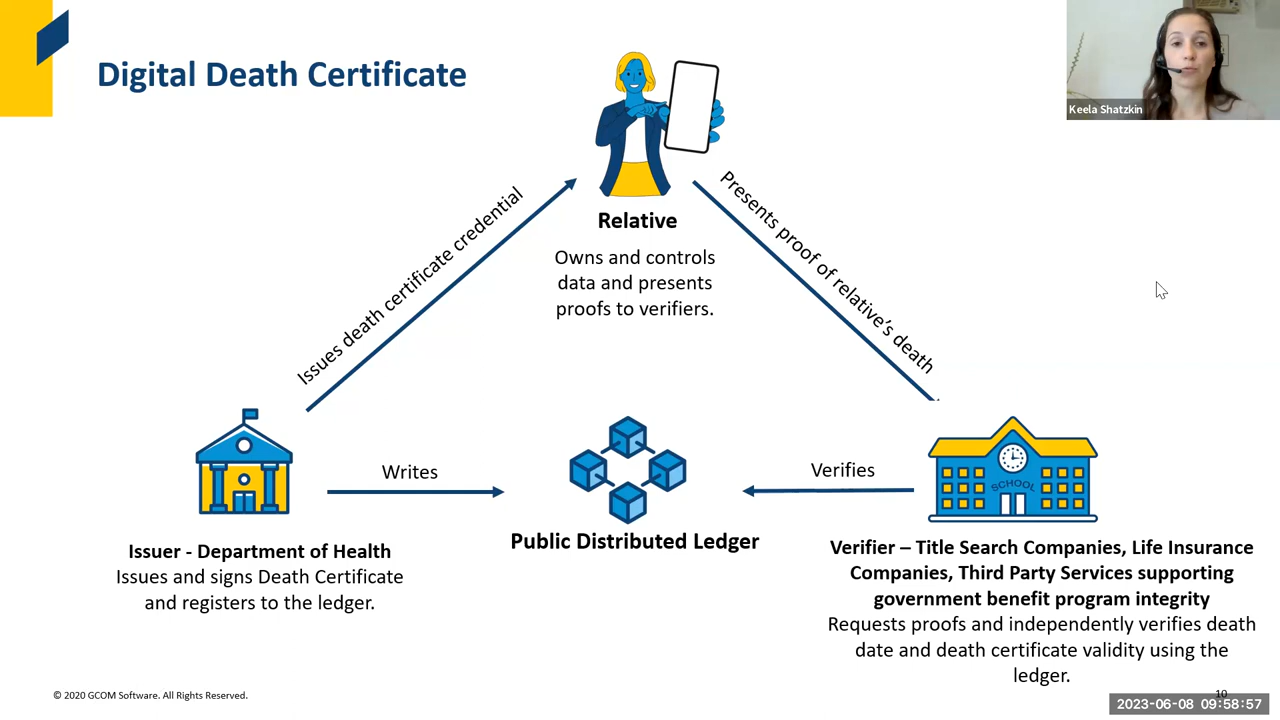 Digital Death Certificate
Keela Shatzkin
Issues death certificate credential
Presents proof of relative's death
Relative
Owns and controls
data and presents
proofs to verifiers.
Writes
Verifies
SCHOOL
Public Distributed Ledger
Issuer - Department of Health
Issues and signs Death Certificate
and registers to the ledger.
Verifier – Title Search Companies, Life Insurance
Companies, Third Party Services supporting
government benefit program integrity
Requests proofs and independently verifies death
date and death certificate validity using the
ledger.
© 2020 GCOM Software. All Rights Reserved.
10
2023-06-08 09:58:57